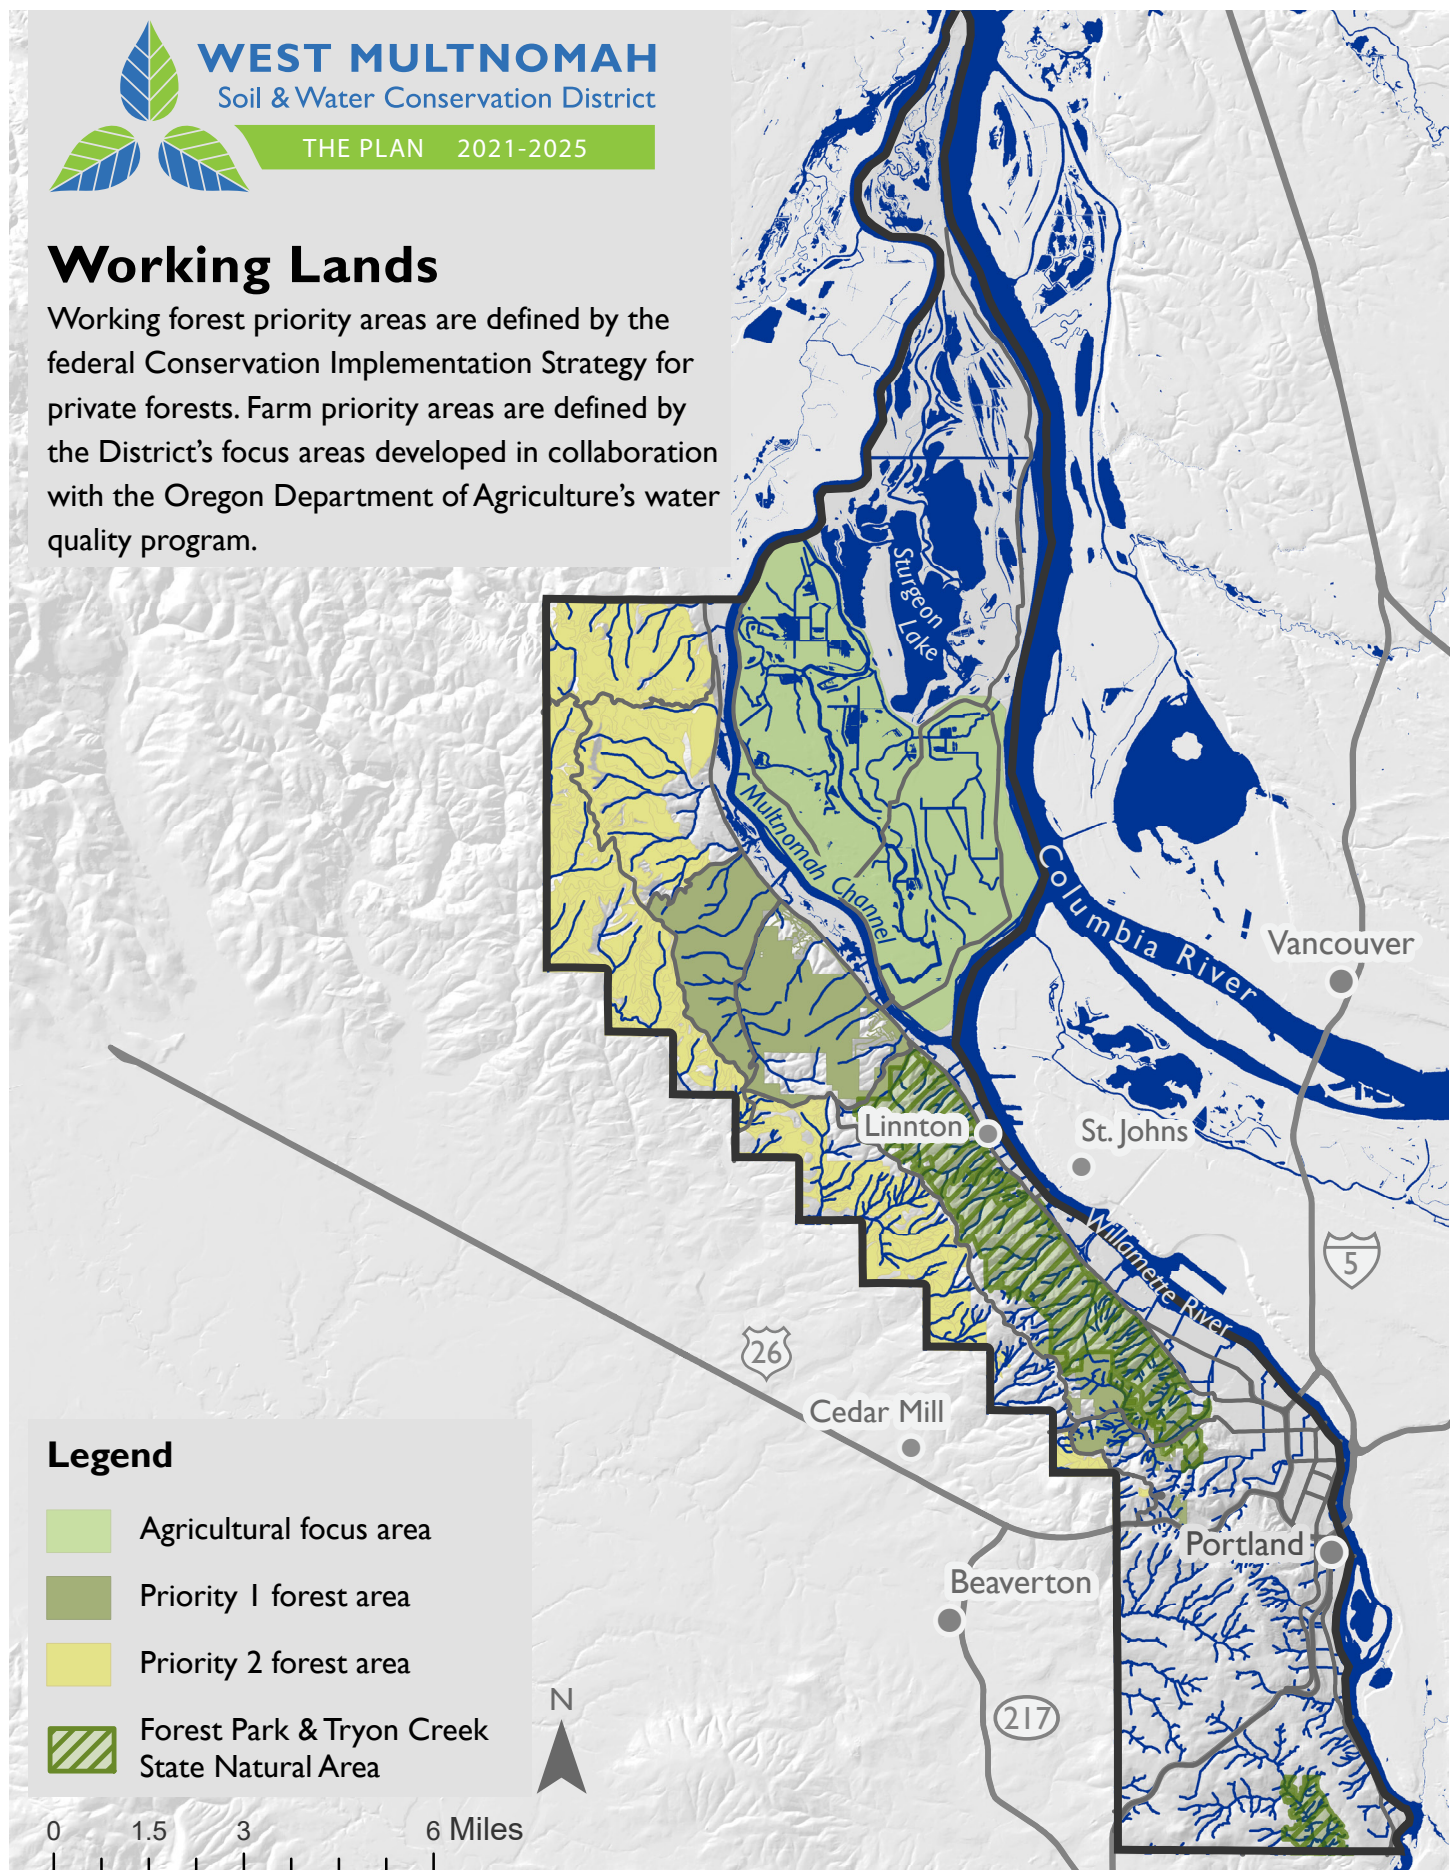 WEST MULTNOMAH
Soil & Water Conservation District
THE PLAN 2021-2025
Working Lands
Working forest priority areas are defined by the
federal Conservation Implementation Strategy for
private forests. Farm priority areas are defined by
the District's focus areas developed in collaboration
with the Oregon Department of Agriculture's water
quality program.
Sturgeon
Lake
Multnomah Channel
Columbia River
Vancouver
Linnton
St. Johns
Willamette River
5
26
Cedar Mill
Portland
Beaverton
217
Legend
Agricultural focus area
Priority 1 forest area
Priority 2 forest area
Forest Park & Tryon Creek
State Natural Area
N
0 1.5 3 6 Miles